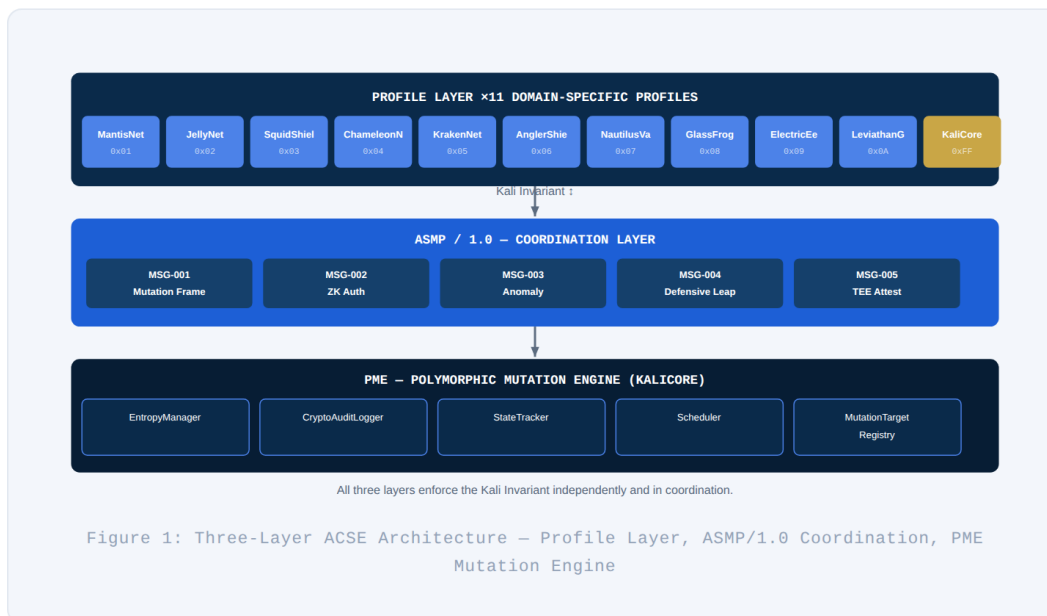 PROFILE LAYER ×11 DOMAIN-SPECIFIC PROFILES
MantisNet JellyNet SquidShiel ChameleonN KrakenNet AnglerShie NautilusVa GlassFrog ElectricEe LeviathanG KaliCore
0x01 0x02 0x03 0x04 0x05 0x06 0x07 0x08 0x09 0x0A 0xFF
Kali Invariant ↕
ASMP / 1.0 — COORDINATION LAYER
MSG-001 MSG-002 MSG-003 MSG-004 MSG-005
Mutation Frame ZK Auth Anomaly Defensive Leap TEE Attest
PME — POLYMORPHIC MUTATION ENGINE (KALICORE)
EntropyManager CryptoAuditLogger StateTracker Scheduler MutationTarget
Registry
All three layers enforce the Kali Invariant independently and in coordination.
Figure 1: Three-Layer ACSE Architecture — Profile Layer, ASMP/1.0 Coordination, PME
Mutation Engine